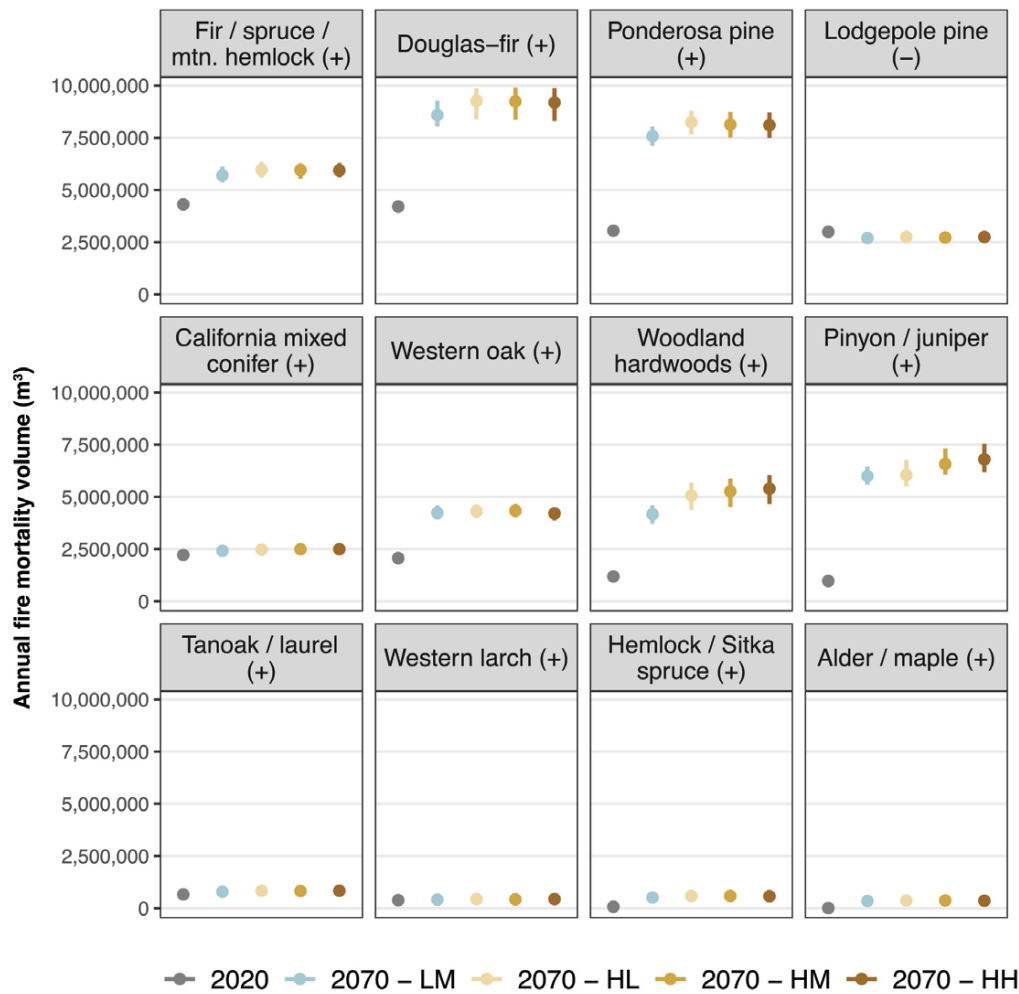 Fir / spruce /
mtn. hemlock (+)
Douglas−fir (+)
Ponderosa pine
(+)
Lodgepole pine
(−)
10,000,000
7,500,000
5,000,000
2,500,000
0
California mixed
conifer (+)
Western oak (+)
Woodland
hardwoods (+)
Pinyon / juniper
(+)
10,000,000
7,500,000
5,000,000
2,500,000
0
Annual fire mortality volume (m³)
Tanoak / laurel
(+)
Western larch (+)
Hemlock / Sitka
spruce (+)
Alder / maple (+)
10,000,000
7,500,000
5,000,000
2,500,000
0
2020 2070 − LM 2070 − HL 2070 − HM 2070 − HH